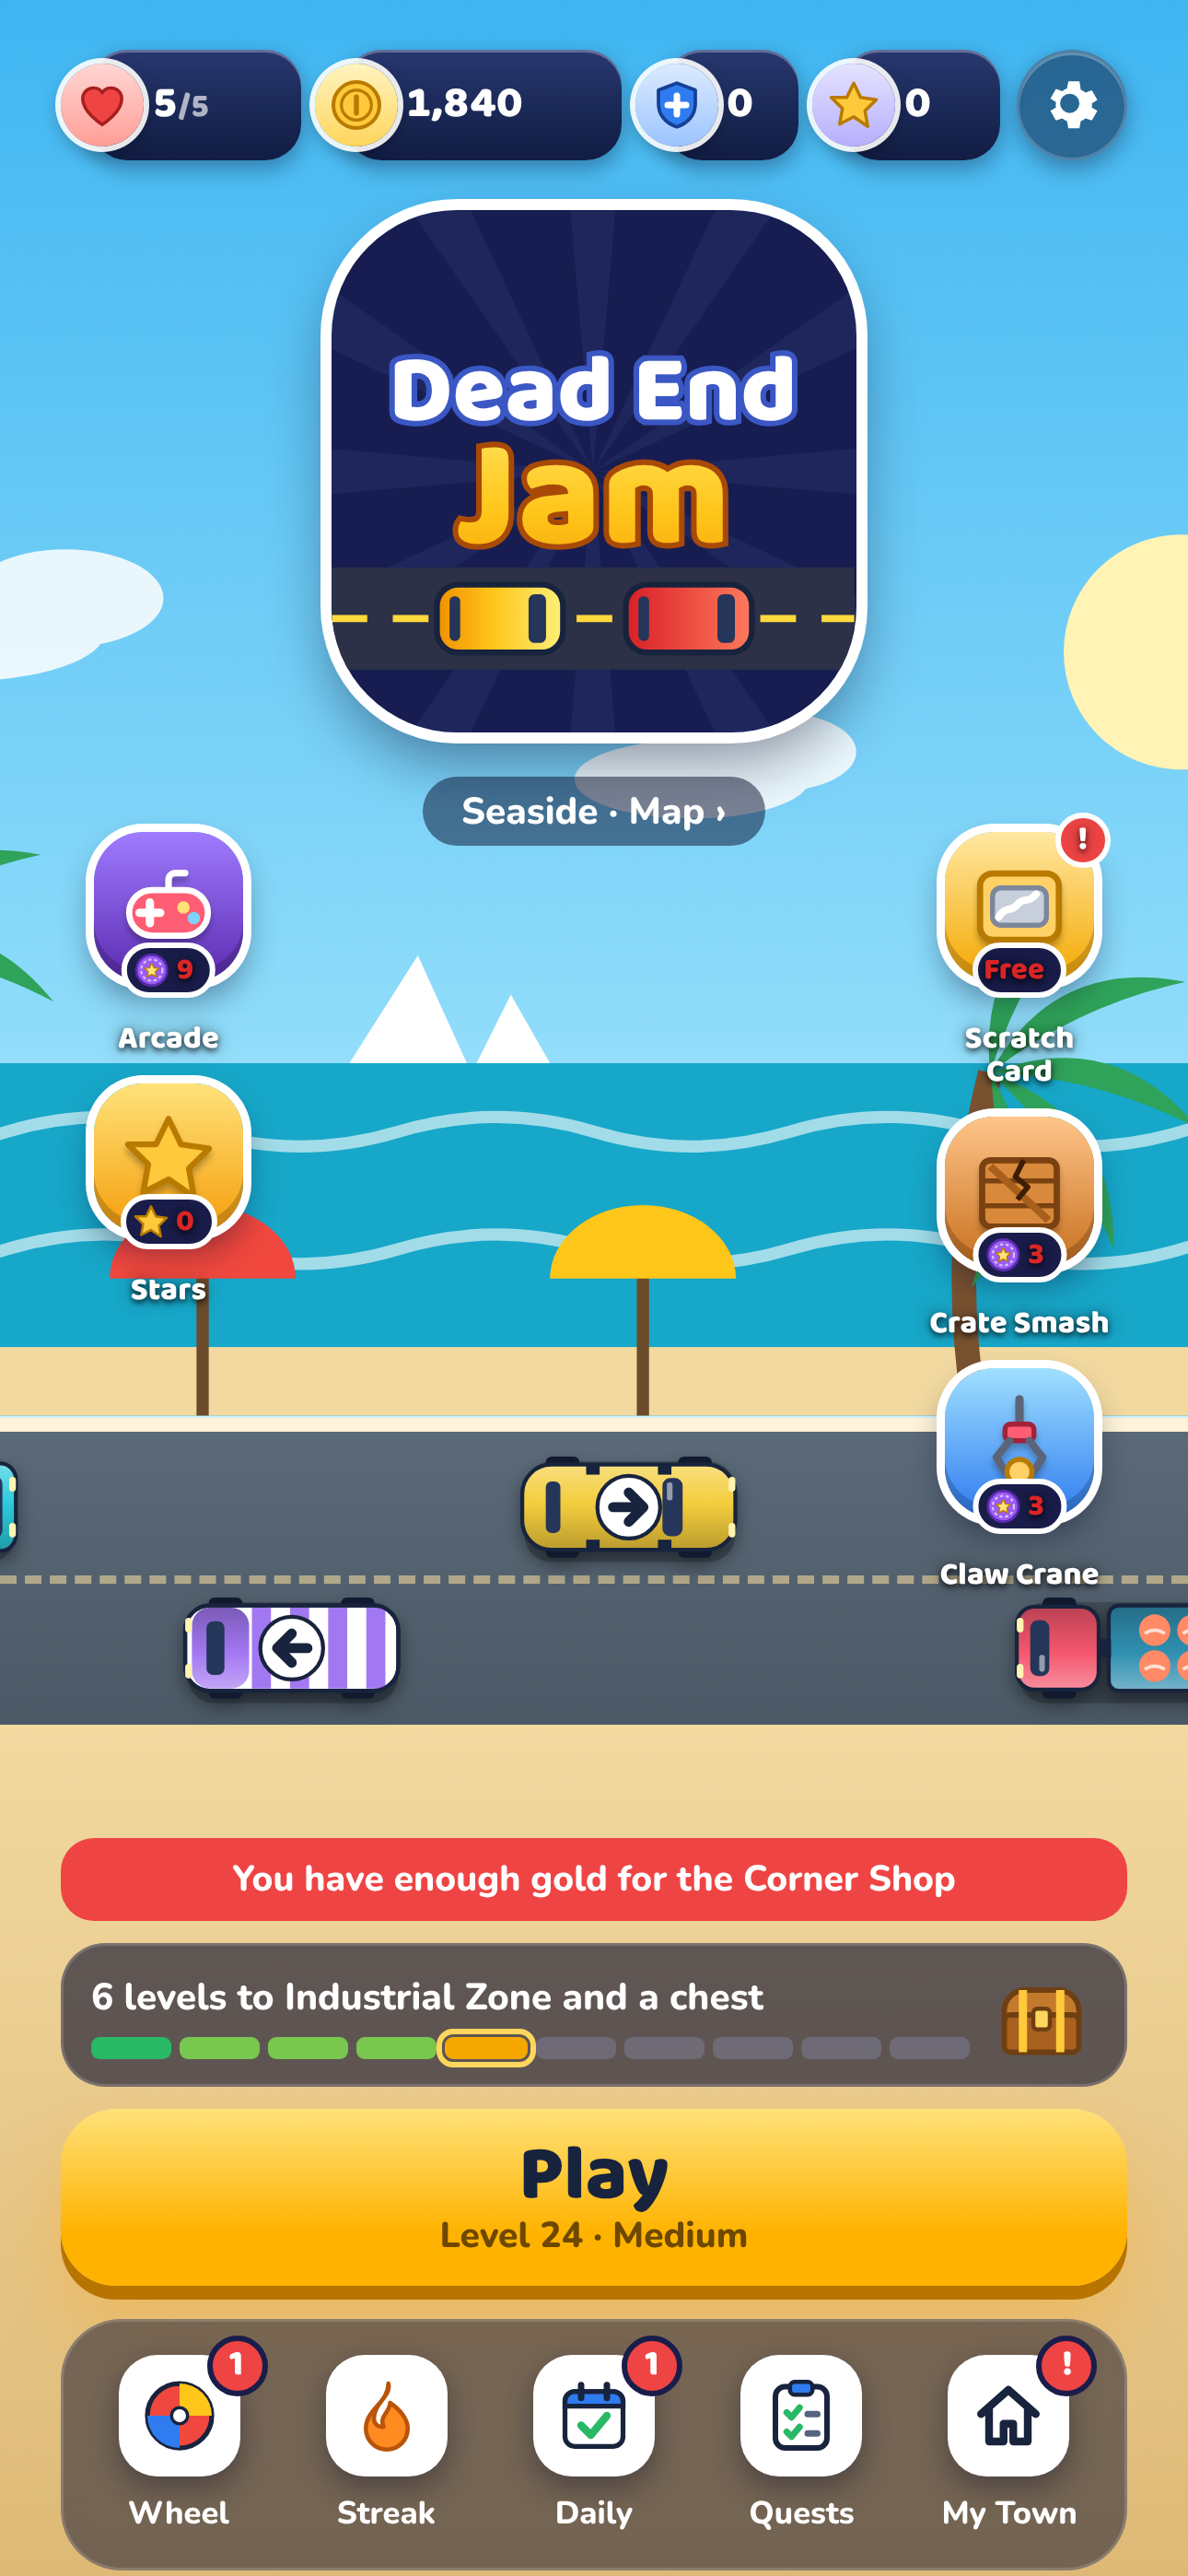 5/5
1,840
0
0
Dead End
Jam
Seaside · Map ›
!
9
Free
Arcade
Scratch
Card
0
3
Stars
Crate Smash
3
Claw Crane
You have enough gold for the Corner Shop
6 levels to Industrial Zone and a chest
Play
Level 24 · Medium
1
1
!
Wheel
Streak
Daily
Quests
My Town